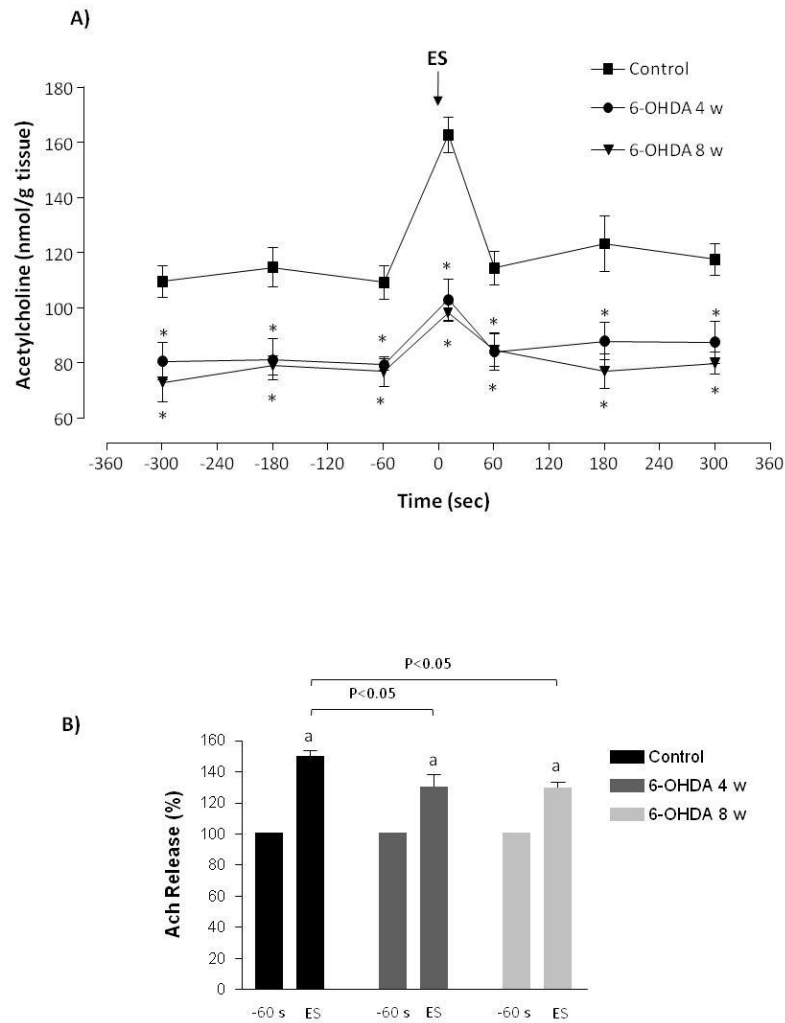 A)
ES
Control
6-OHDA 4 w
6-OHDA 8 w
Acetylcholine (nmol/g tissue)
180
160
140
120
100
80
60
* * * * * * *
* * * * * * *
-360 -300 -240 -180 -120 -60 0 60 120 180 240 300 360
Time (sec)
P<0.05
P<0.05
B)
a a a
Control
6-OHDA 4 w
6-OHDA 8 w
Ach Release (%)
160
140
120
100
80
60
40
20
0
-60 s ES -60 s ES -60 s ES